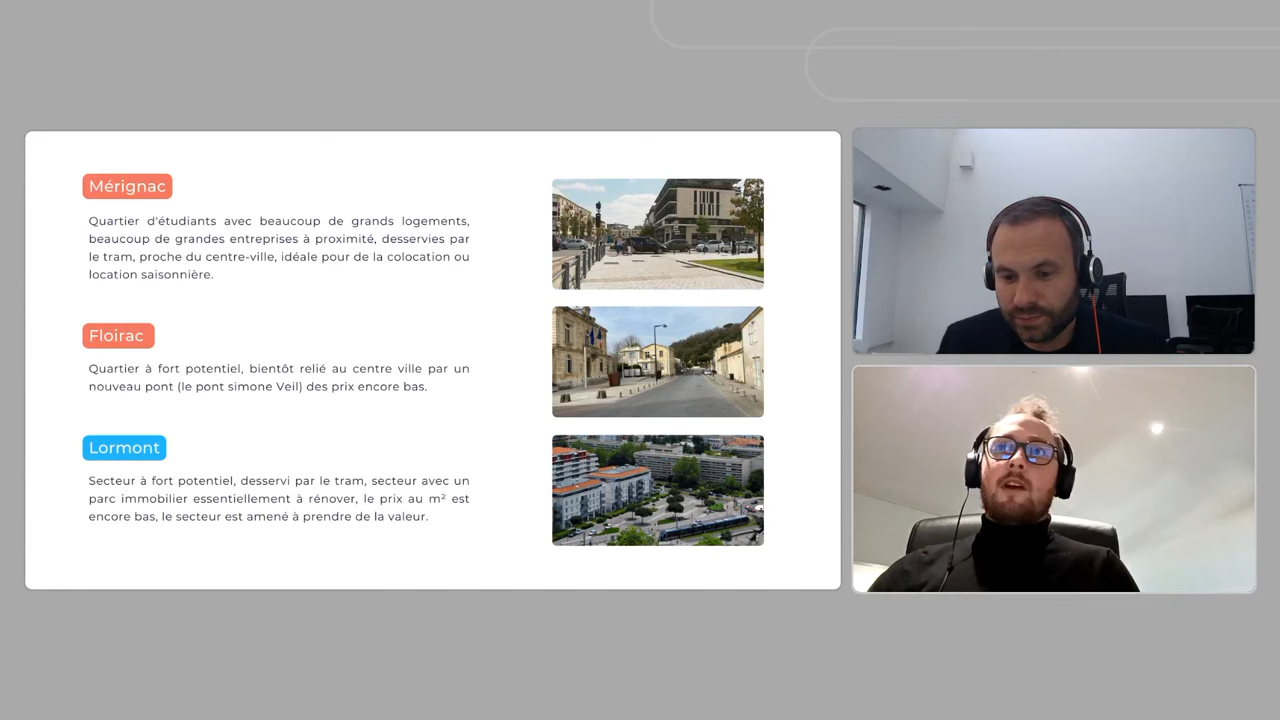 Mérignac
Quartier d'étudiants avec beaucoup de grands logements,
beaucoup de grandes entreprises à proximité, desservies par
le tram, proche du centre-ville, idéale pour de la colocation ou
location saisonnière.
Floirac
Quartier à fort potentiel, bientôt relié au centre ville par un
nouveau pont (le pont simone Veil) des prix encore bas.
Lormont
Secteur à fort potentiel, desservi par le tram, secteur avec un
parc immobilier essentiellement à rénover, le prix au m² est
encore bas, le secteur est amené à prendre de la valeur.